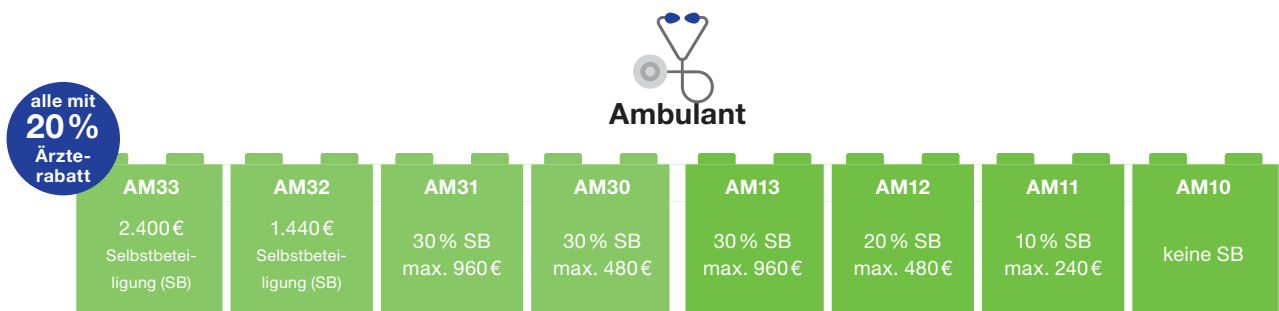 Ambulant
alle mit
20 %
Ärzte-
rabatt
AM33
2.400 €
Selbstbetei-
ligung (SB)
AM32
1.440 €
Selbstbetei-
ligung (SB)
AM31
30 % SB
max. 960 €
AM30
30 % SB
max. 480 €
AM13
30 % SB
max. 960 €
AM12
20 % SB
max. 480 €
AM11
10 % SB
max. 240 €
AM10
keine SB